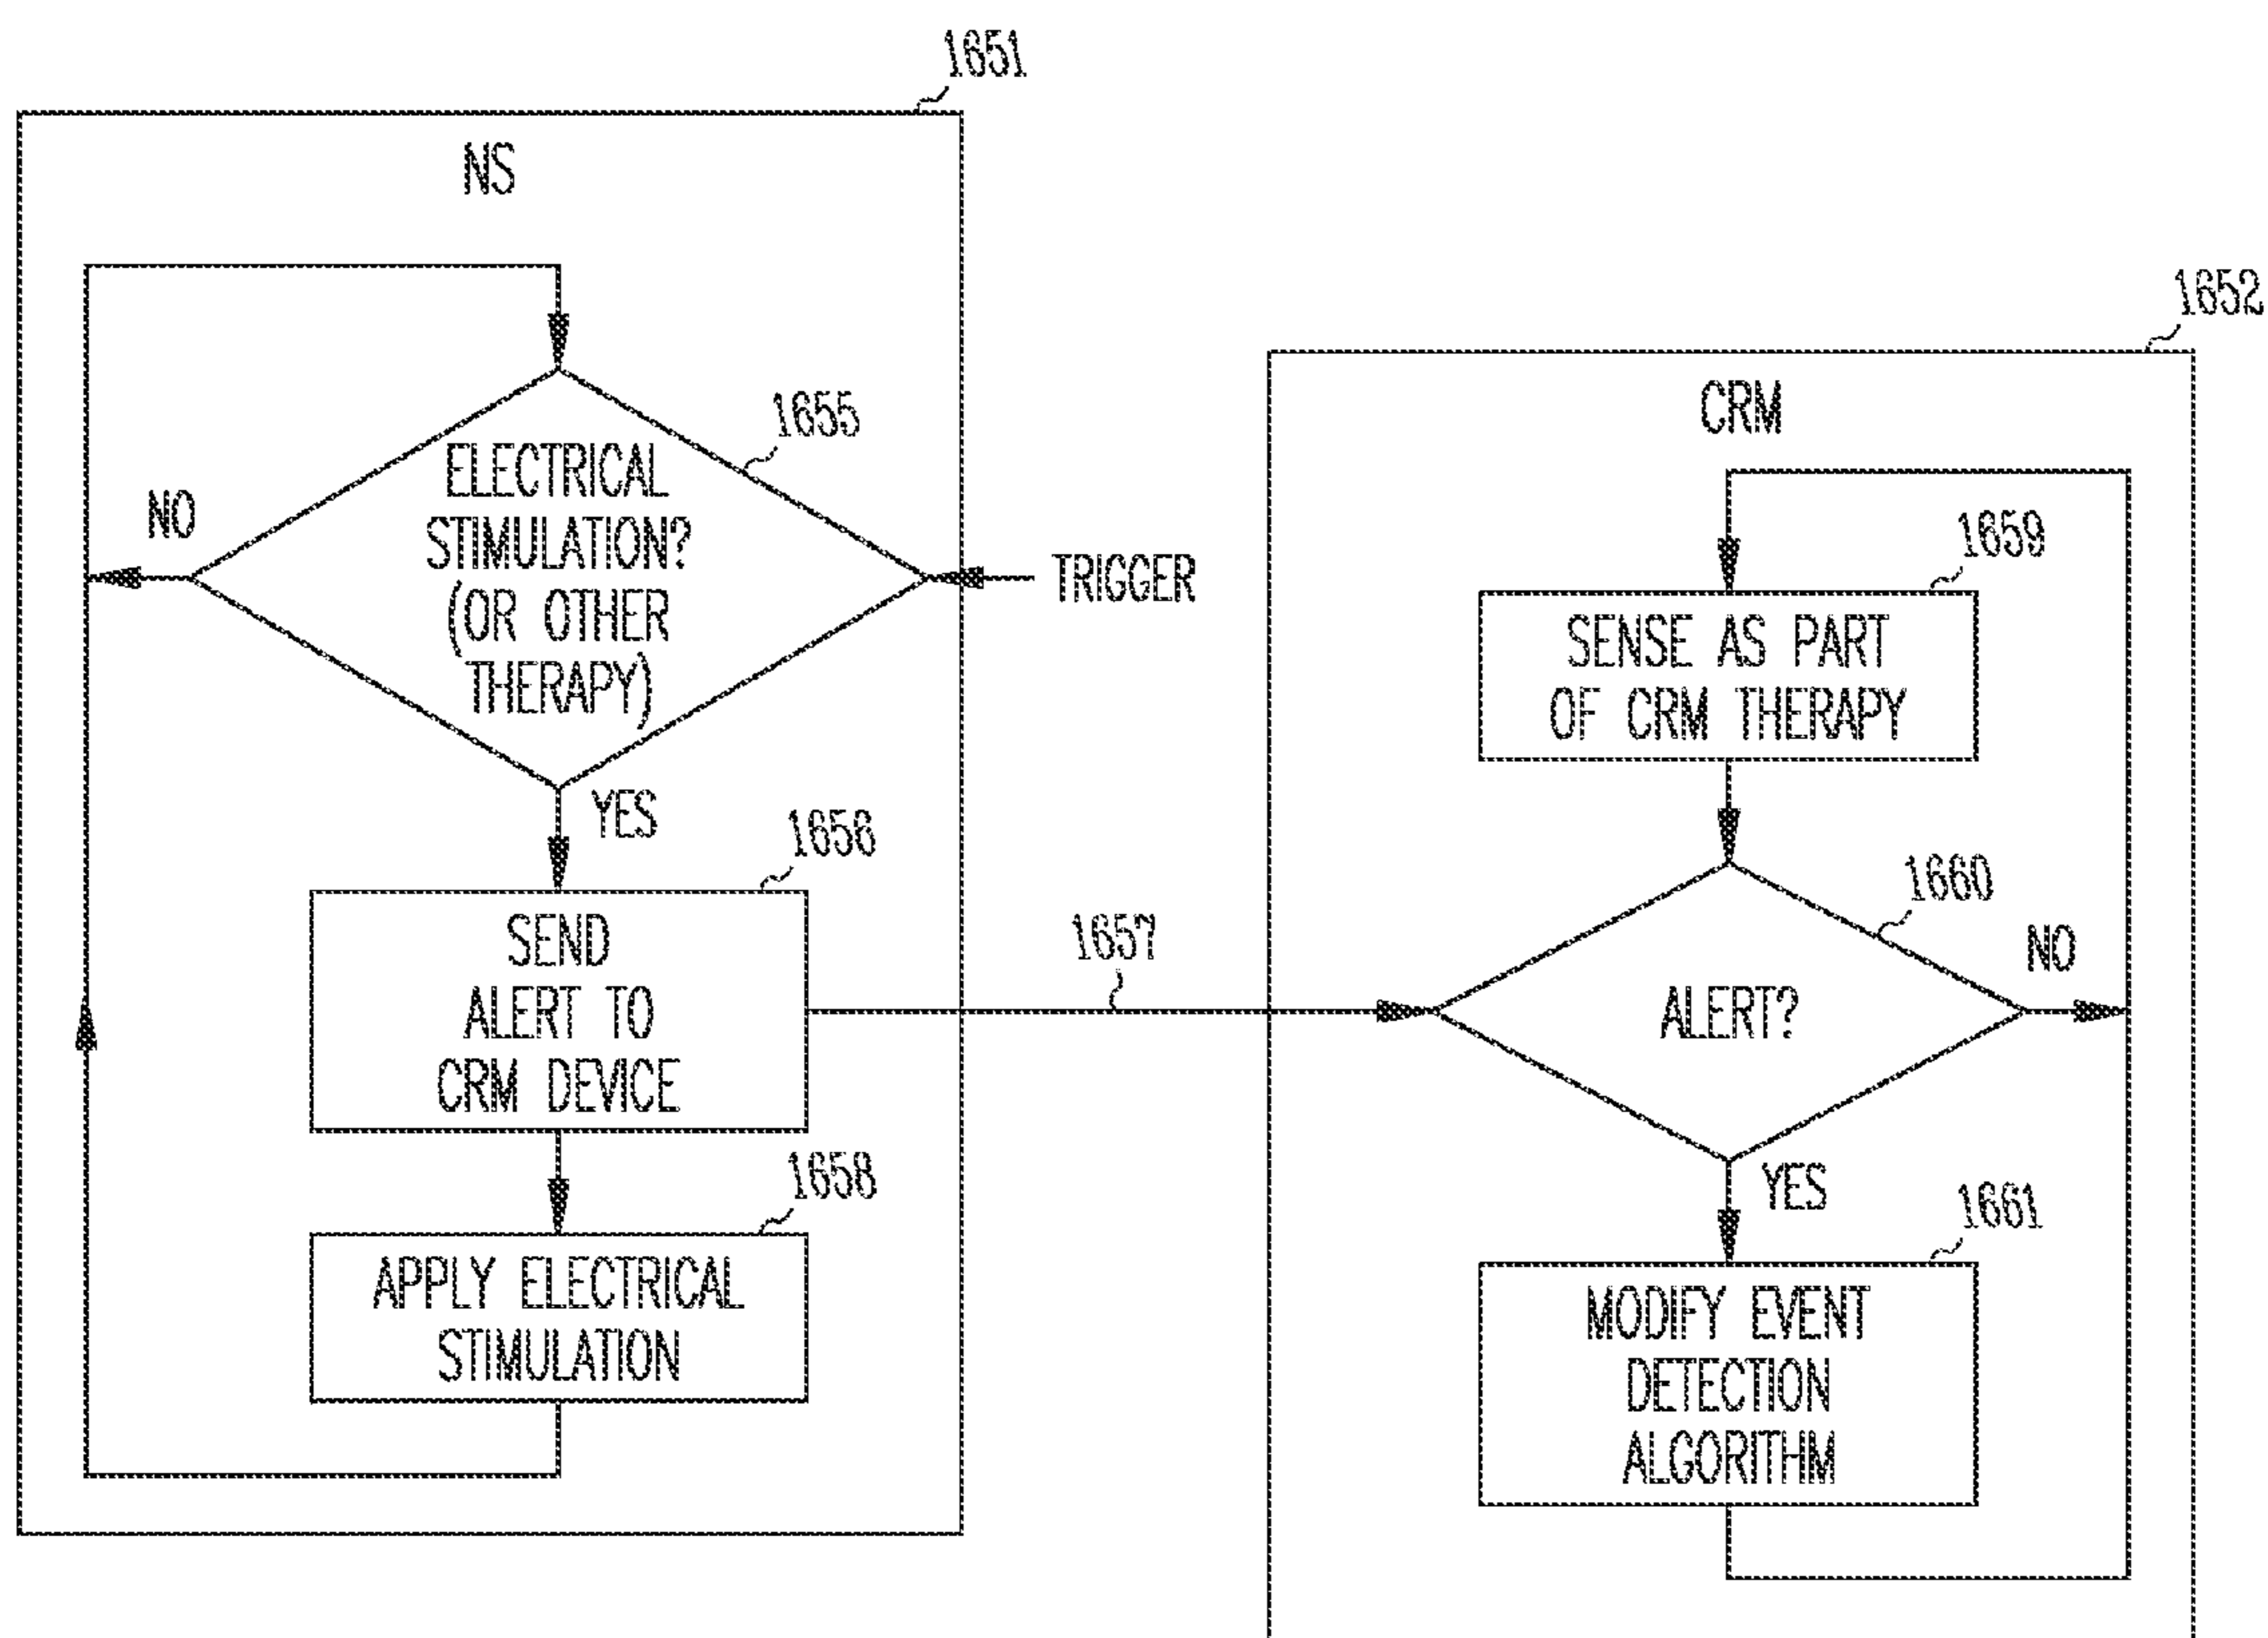 1651
NS
1655
ELECTRICAL
STIMULATION?
(OR OTHER
THERAPY)
NO
TRIGGER
YES
1656
SEND
ALERT TO
CRM DEVICE
1657
1658
APPLY ELECTRICAL
STIMULATION
1652
CRM
1659
SENSE AS PART
OF CRM THERAPY
1660
ALERT?
NO
YES
1661
MODIFY EVENT
DETECTION
ALGORITHM